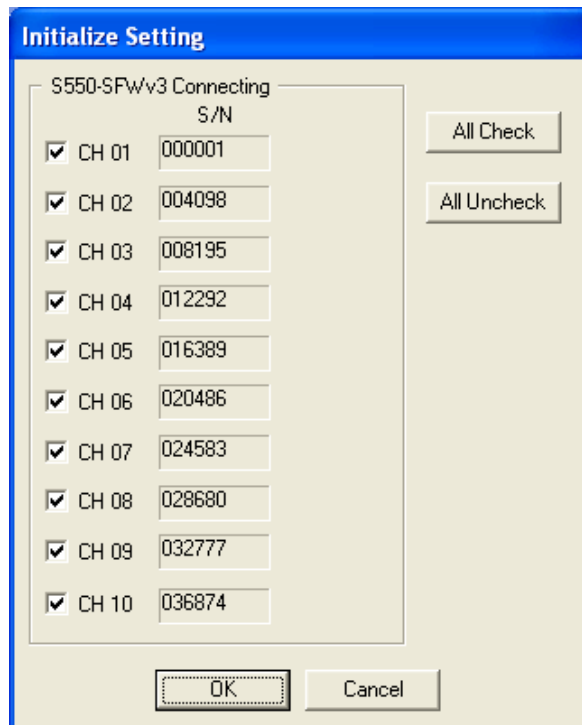 Initialize Setting
S550-SFWv3 Connecting
S/N
CH 01 000001
CH 02 004098
CH 03 008195
CH 04 012292
CH 05 016389
CH 06 020486
CH 07 024583
CH 08 028680
CH 09 032777
CH 10 036874
All Check
All Uncheck
OK Cancel